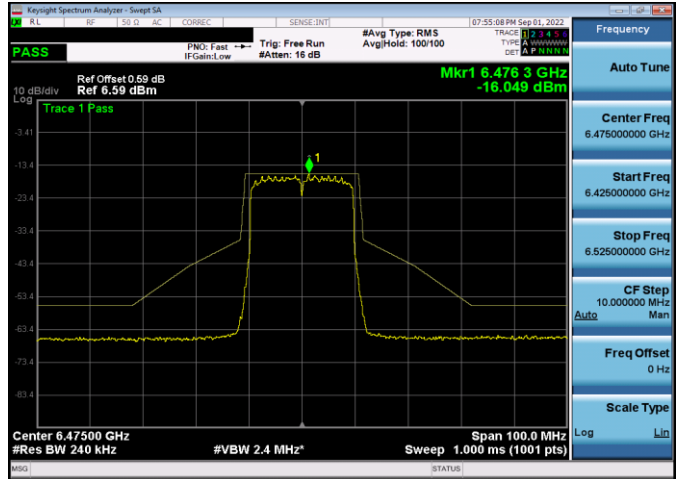 Keysight Spectrum Analyzer - Swept SA
RL RF 50 Ω AC CORREC SENSE:INT 07:55:08 PM Sep 01, 2022
Frequency
#Avg Type: RMS TRACE 1 2 3 4 5 6
PNO: Fast Trig: Free Run Avg|Hold: 100/100 TYPE A WWWWW
PASS IFGain:Low #Atten: 16 dB DET A P N N N N
Auto Tune
Ref Offset 0.59 dB Mkr1 6.476 3 GHz
10 dB/div Ref 6.59 dBm -16.049 dBm
Log
Trace 1 Pass
Center Freq
6.475000000 GHz
-3.41
1
-13.4
Start Freq
6.425000000 GHz
-23.4
Stop Freq
6.525000000 GHz
-33.4
-43.4
CF Step
10.000000 MHz
Auto Man
-53.4
-63.4
Freq Offset
0 Hz
-73.4
-83.4
Scale Type
Log Lin
Center 6.47500 GHz Span 100.0 MHz
#Res BW 240 kHz #VBW 2.4 MHz* Sweep 1.000 ms (1001 pts)
MSG STATUS